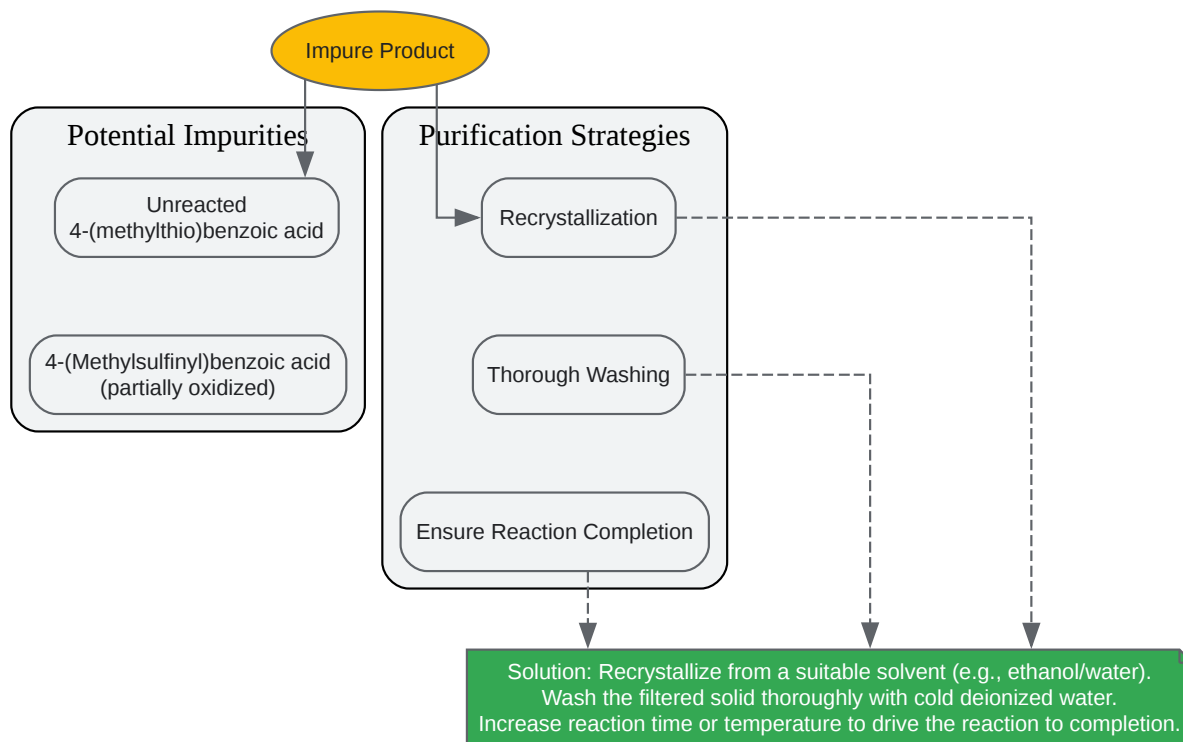 Impure Product
Potential Impurities
Unreacted
4-(methylthio)benzoic acid
4-(Methylsulfinyl)benzoic acid
(partially oxidized)
Purification Strategies
Recrystallization
Thorough Washing
Ensure Reaction Completion
Solution: Recrystallize from a suitable solvent (e.g., ethanol/water).
Wash the filtered solid thoroughly with cold deionized water.
Increase reaction time or temperature to drive the reaction to completion.